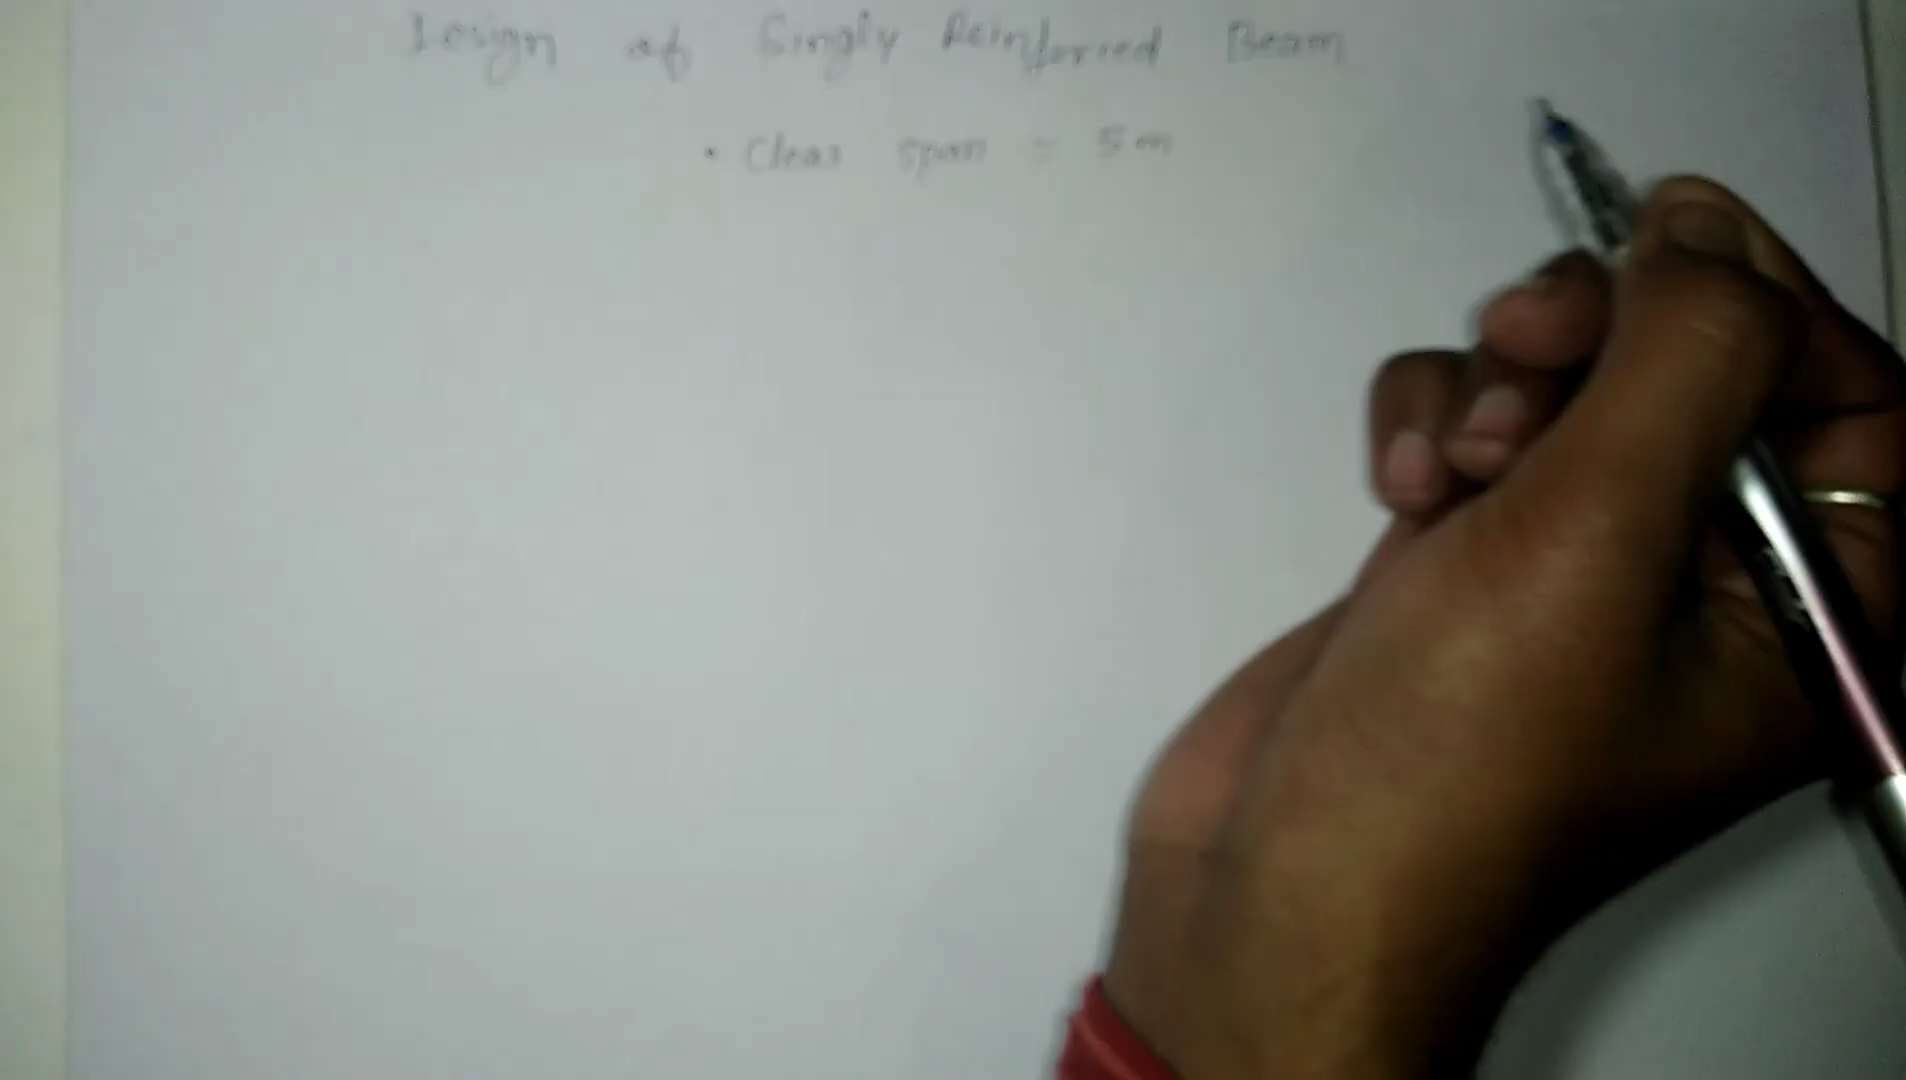 Design of Singly Reinforced Beam
• Clear span = 5m